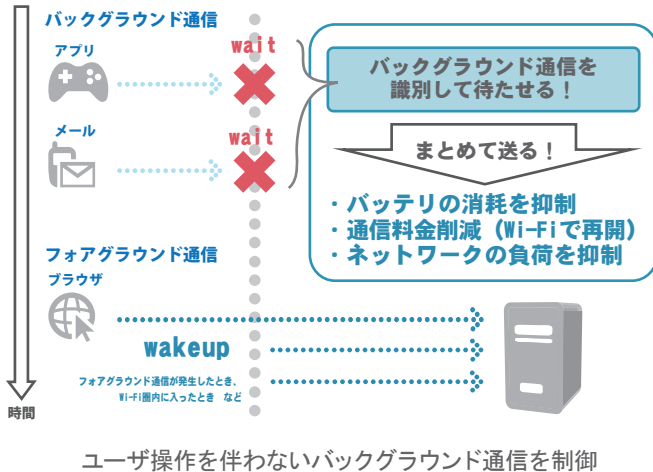 バックグラウンド通信
アプリ
wait
メール
wait
バックグラウンド通信を
識別して待たせる！
まとめて送る！
・バッテリの消耗を抑制
・通信料金削減（Wi-Fiで再開）
・ネットワークの負荷を抑制
フォアグラウンド通信
ブラウザ
wakeup
フォアグラウンド通信が発生したとき、
Wi-Fi圏内に入ったとき　など
時間
ユーザ操作を伴わないバックグラウンド通信を制御